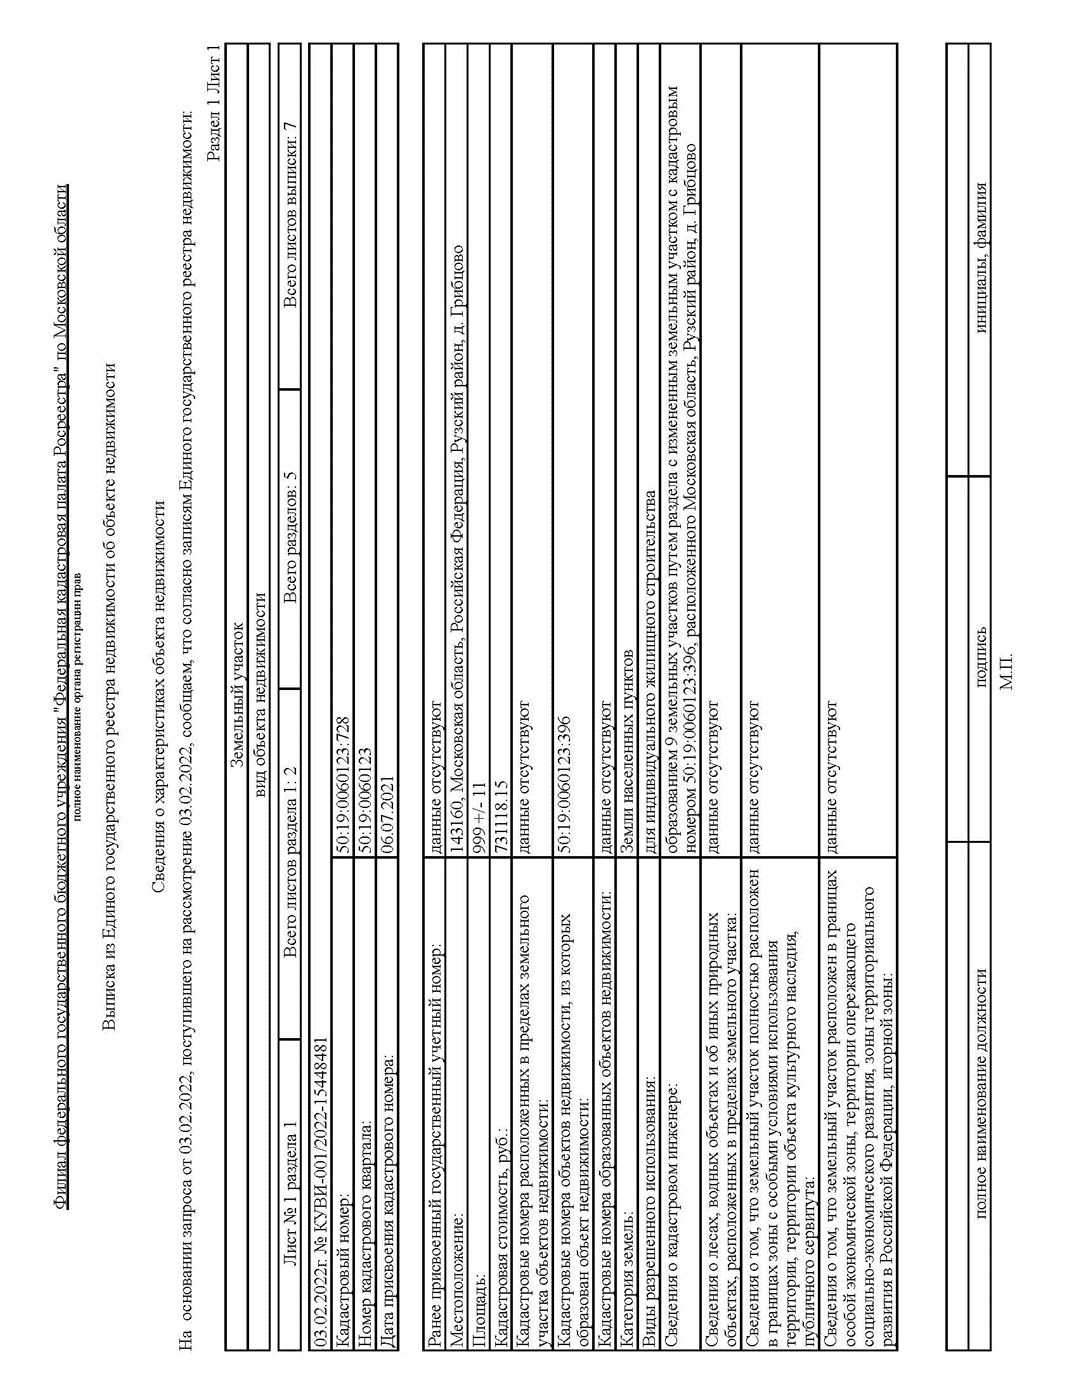 Филиал федерального государственного бюджетного учреждения "Федеральная кадастровая палата Росреестра" по Московской области
полное наименование органа регистрации прав
Выписка из Единого государственного реестра недвижимости об объекте недвижимости
Сведения о характеристиках объекта недвижимости
На основании запроса от 03.02.2022, поступившего на рассмотрение 03.02.2022, сообщаем, что согласно записям Единого государственного реестра недвижимости:
Раздел 1 Лист 1
Земельный участок
вид объекта недвижимости
Лист № 1 раздела 1 Всего листов раздела 1: 2 Всего разделов: 5 Всего листов выписки: 7
03.02.2022г. № КУВИ-001/2022-15448481
Кадастровый номер: 50:19:0060123:728
Номер кадастрового квартала: 50:19:0060123
Дата присвоения кадастрового номера: 06.07.2021
Ранее присвоенный государственный учетный номер: данные отсутствуют
Местоположение: 143160, Московская область, Российская Федерация, Рузский район, д. Грибцово
Площадь: 999 +/- 11
Кадастровая стоимость, руб.: 731118.15
Кадастровые номера расположенных в пределах земельного данные отсутствуют
участка объектов недвижимости:
Кадастровые номера объектов недвижимости, из которых 50:19:0060123:396
образован объект недвижимости:
Кадастровые номера образованных объектов недвижимости: данные отсутствуют
Категория земель: Земли населенных пунктов
Виды разрешенного использования: для индивидуального жилищного строительства
Сведения о кадастровом инженере: образованием 9 земельных участков путем раздела с измененным земельным участком с кадастровым
номером 50:19:0060123:396, расположенного Московская область, Рузский район, д. Грибцово
Сведения о лесах, водных объектах и об иных природных данные отсутствуют
объектах, расположенных в пределах земельного участка:
Сведения о том, что земельный участок полностью расположен данные отсутствуют
в границах зоны с особыми условиями использования
территории, территории объекта культурного наследия,
публичного сервитута:
Сведения о том, что земельный участок расположен в границах данные отсутствуют
особой экономической зоны, территории опережающего
социально-экономического развития, зоны территориального
развития в Российской Федерации, игорной зоны:
полное наименование должности подпись инициалы, фамилия
М.П.